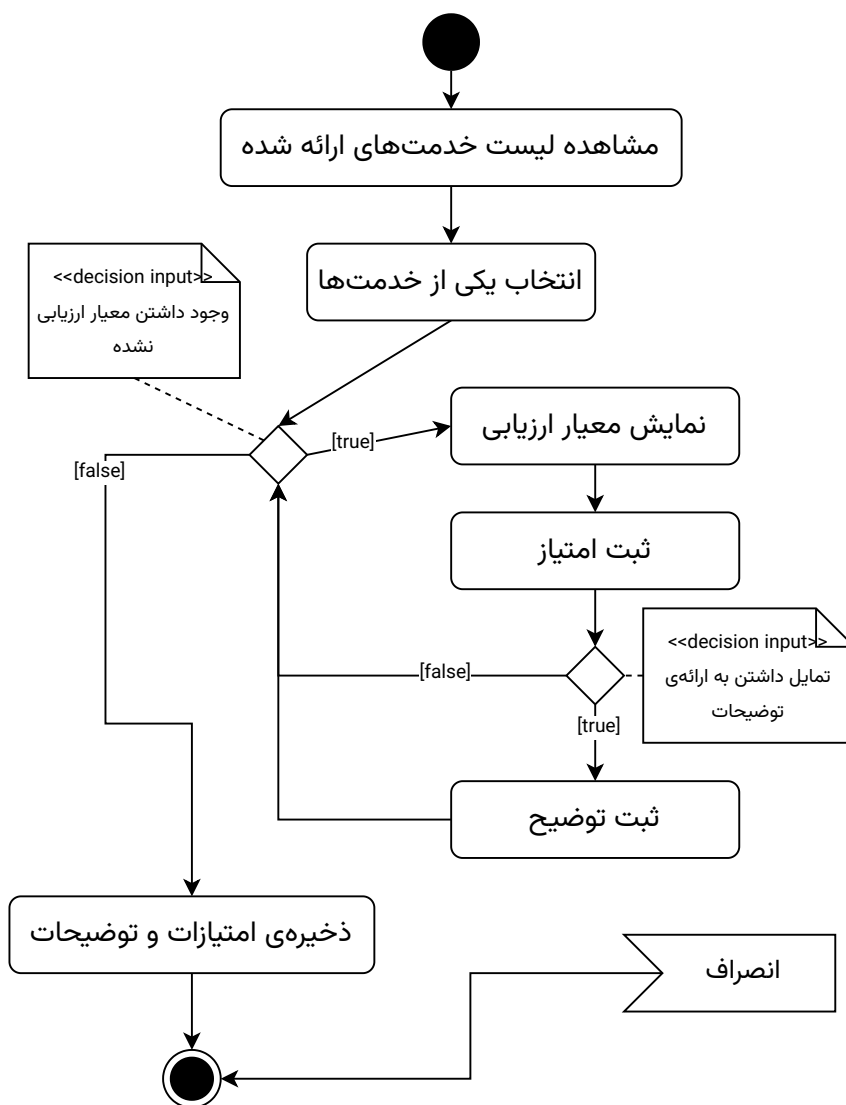 مشاهده لیست خدمت‌های ارائه شده
انتخاب یکی از خدمت‌ها
<<decision input>>
وجود داشتن معیار ارزیابی
نشده
نمایش معیار ارزیابی
[true]
[false]
ثبت امتیاز
<<decision input>>
تمایل داشتن به ارائه‌ی
توضیحات
[false]
[true]
ثبت توضیح
ذخیره‌ی امتیازات و توضیحات
انصراف